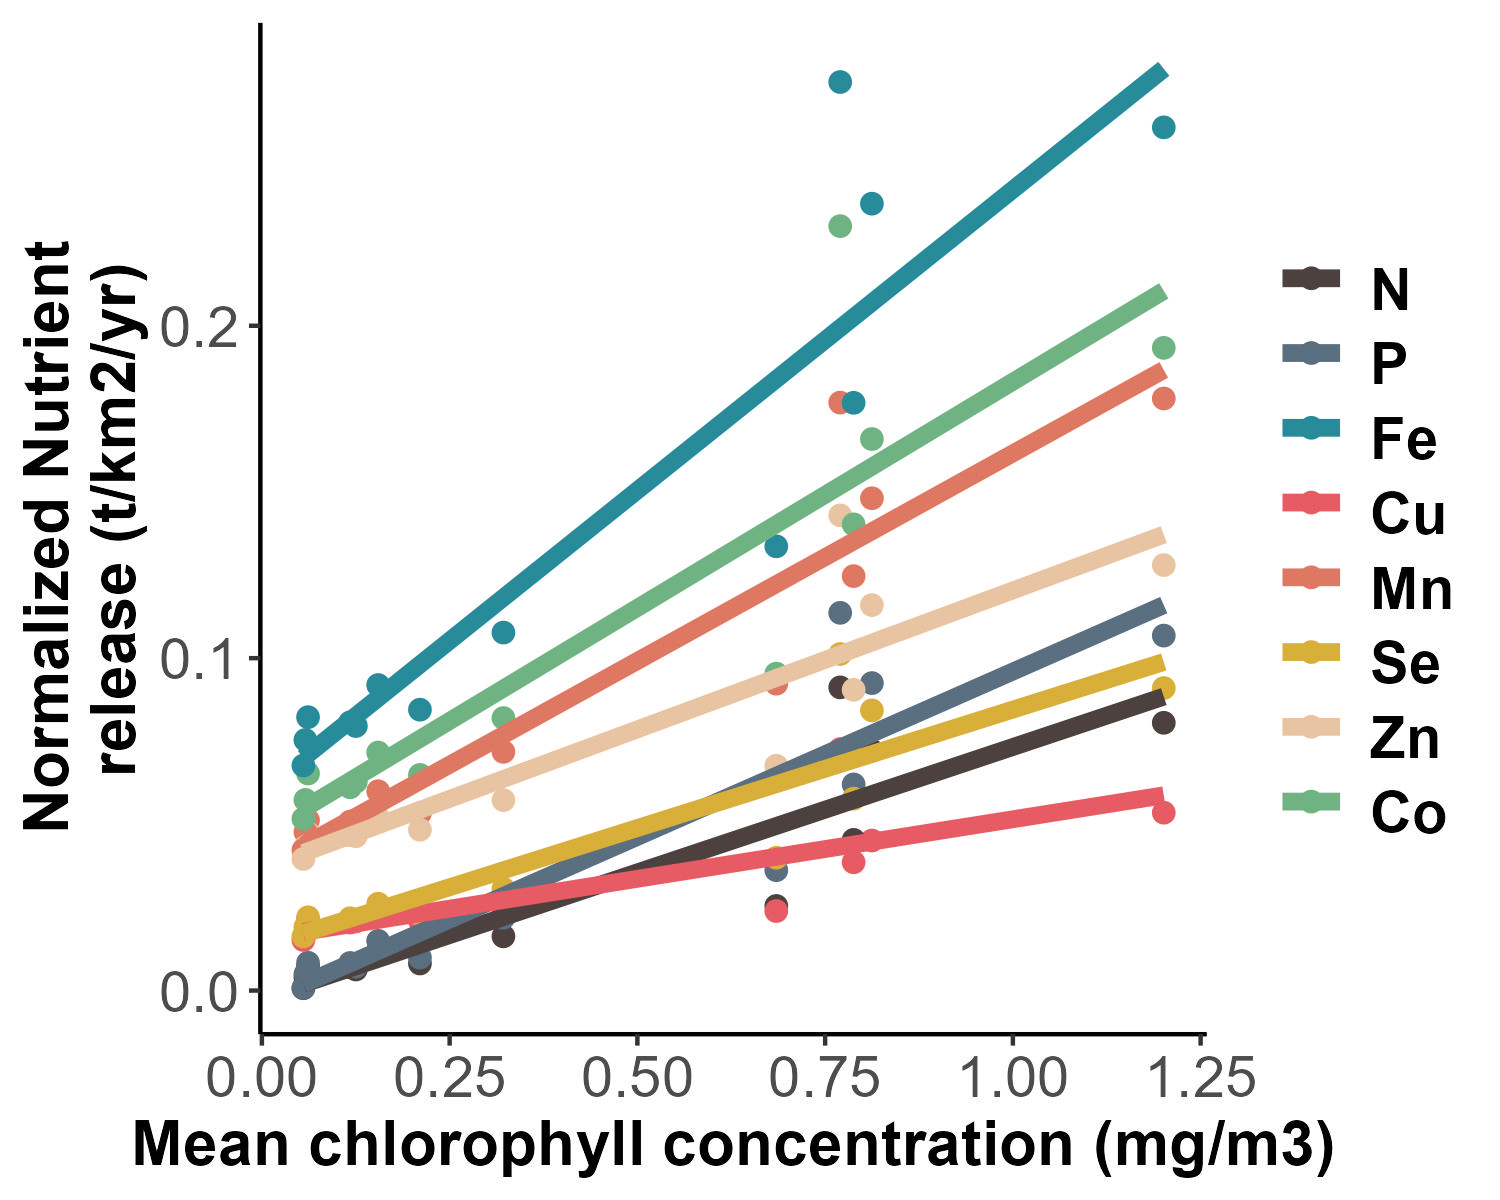 Normalized Nutrient
release (t/km2/yr)
0.2
0.1
0.0
0.00 0.25 0.50 0.75 1.00 1.25
Mean chlorophyll concentration (mg/m3)
N
P
Fe
Cu
Mn
Se
Zn
Co